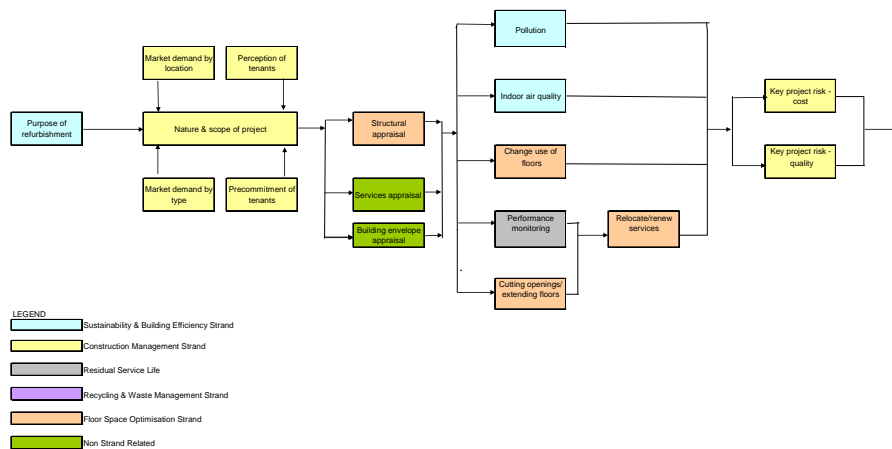 Pollution
Market demand by
location
Perception of
tenants
Indoor air quality
Key project risk -
cost
Purpose of
refurbishment
Nature & scope of project
Structural
appraisal
Change use of
floors
Key project risk -
quality
Market demand by
type
Precommitment of
tenants
Services appraisal
Building envelope
appraisal
Performance
monitoring
Relocate/renew
services
Cutting openings/
extending floors
LEGEND
Sustainability & Building Efficiency Strand
Construction Management Strand
Residual Service Life
Recycling & Waste Management Strand
Floor Space Optimisation Strand
Non Strand Related